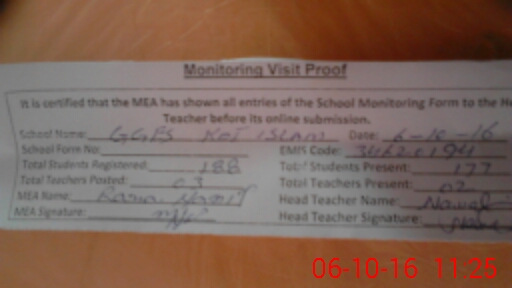 Monitoring Visit Proof
It is certified that the MEA has shown all entries of the School Monitoring Form to the He
Teacher before its online submission.
School Name: GGES KOT ISLAM Date: 6-10-16
School Form No: EMIS Code:
Total Students Registered: 188 Total Students Present: 177
Total Teachers Posted: 03 Total Teachers Present: 02
MEA Name: Head Teacher Name:
MEA Signature: Head Teacher Signature:
06-10-16 11:25